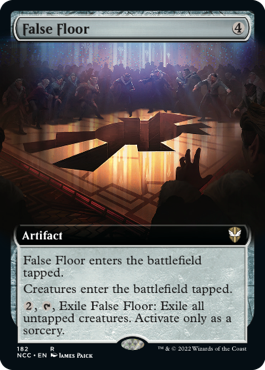 False Floor 4
Artifact
False Floor enters the battlefield
tapped.
Creatures enter the battlefield tapped.
2, T, Exile False Floor: Exile all
untapped creatures. Activate only as a
sorcery.
182 R
NCC • EN James Paick
™ & © 2022 Wizards of the Coast